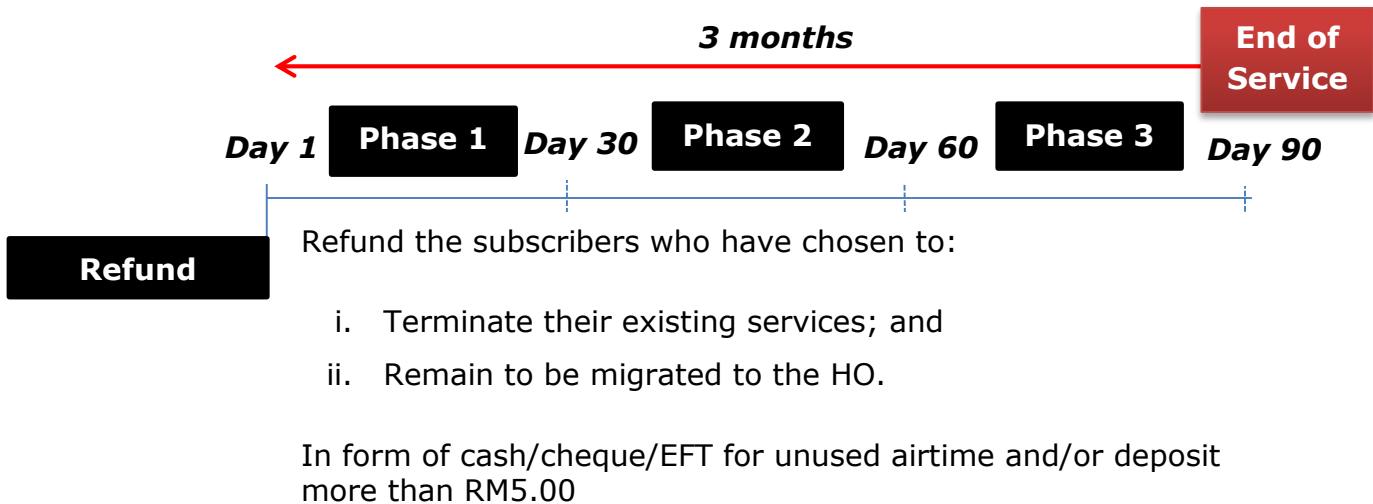 3 months
End of
Service
Day 1
Phase 1
Day 30
Phase 2
Day 60
Phase 3
Day 90
Refund
Refund the subscribers who have chosen to:
i. Terminate their existing services; and
ii. Remain to be migrated to the HO.
In form of cash/cheque/EFT for unused airtime and/or deposit
more than RM5.00